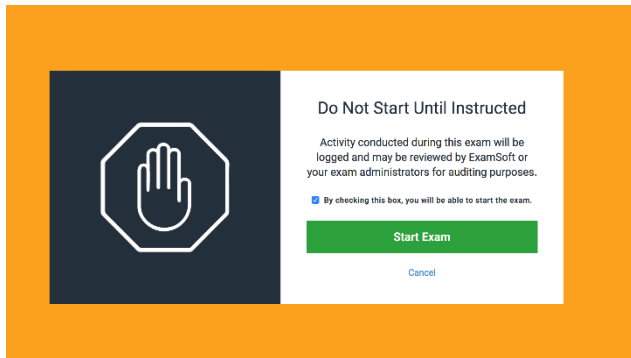 Do Not Start Until Instructed
Activity conducted during this exam will be
logged and may be reviewed by ExamSoft or
your exam administrators for auditing purposes.
By checking this box, you will be able to start the exam.
Start Exam
Cancel